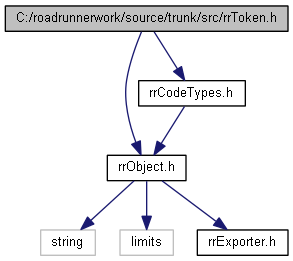 C:/roadrunnerwork/source/trunk/src/rrToken.h
rrCodeTypes.h
rrObject.h
string
limits
rrExporter.h